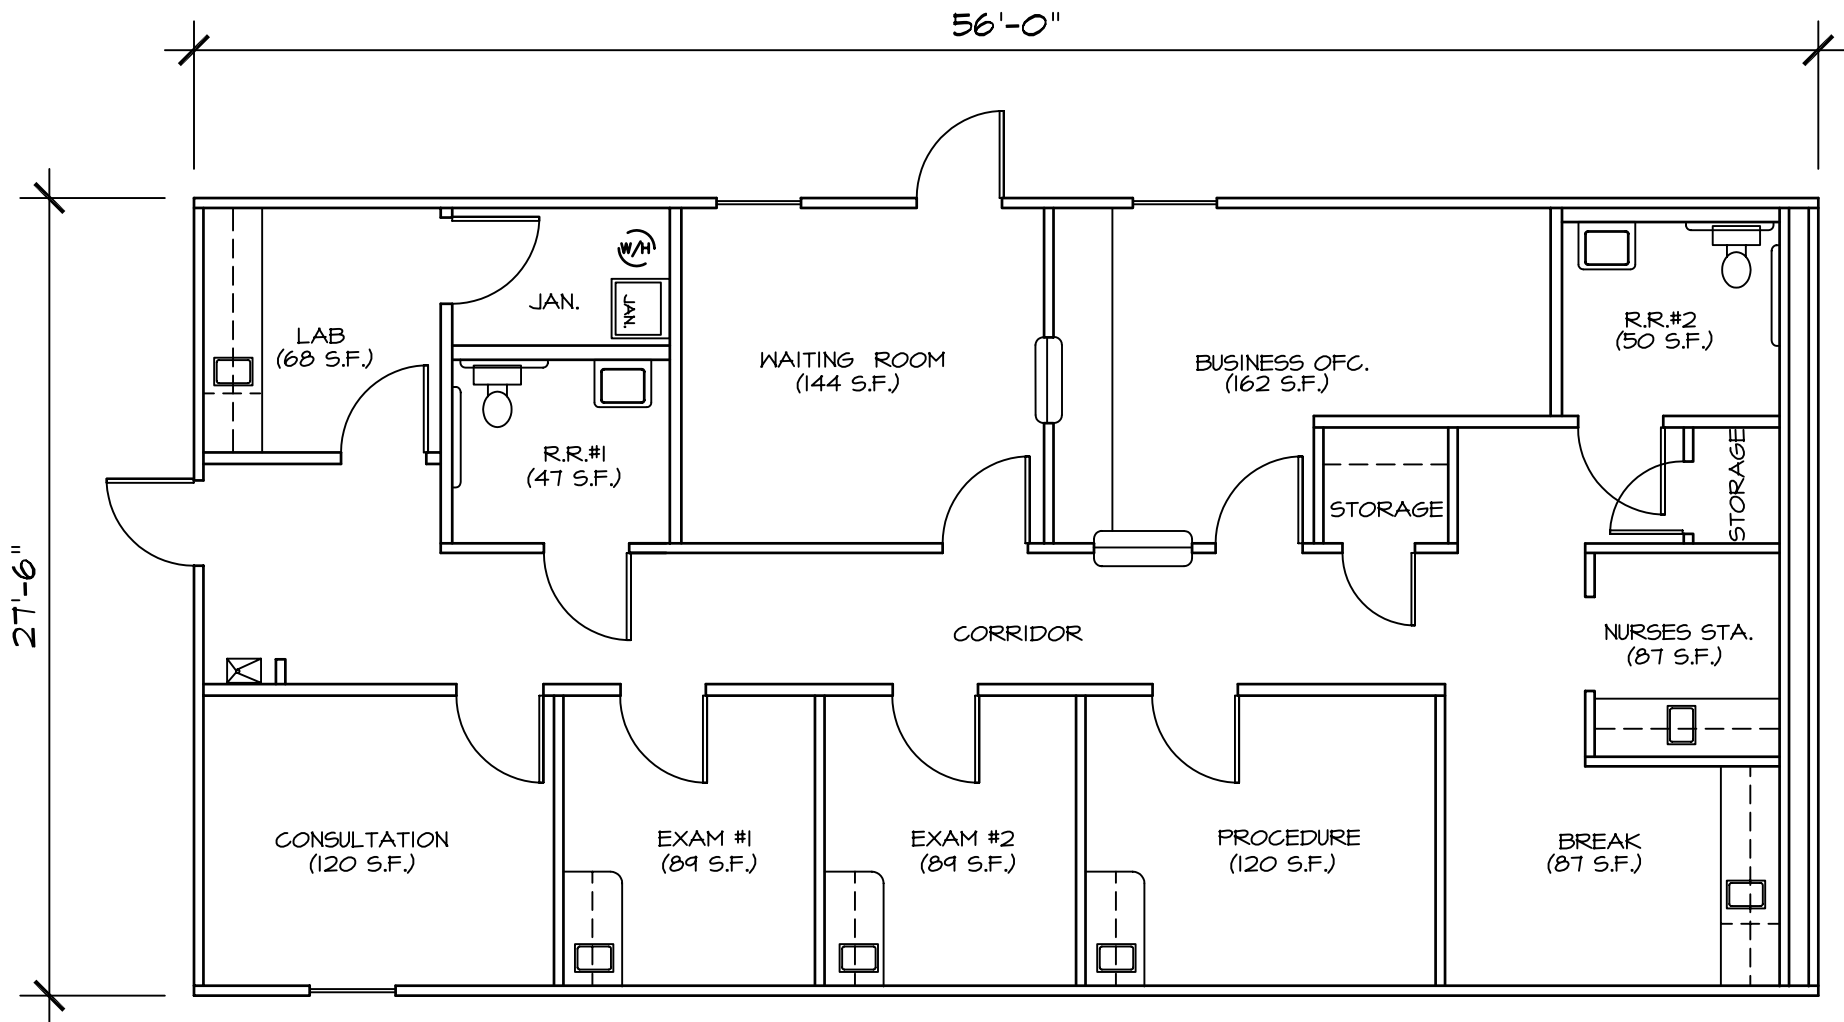 56'-0"
27'-6"
LAB
(68 S.F.)
JAN.
W/H
JAN.
R.R.#1
(47 S.F.)
WAITING ROOM
(144 S.F.)
BUSINESS OFC.
(162 S.F.)
R.R.#2
(50 S.F.)
STORAGE
STORAGE
CORRIDOR
NURSES STA.
(87 S.F.)
CONSULTATION
(120 S.F.)
EXAM #1
(89 S.F.)
EXAM #2
(89 S.F.)
PROCEDURE
(120 S.F.)
BREAK
(87 S.F.)